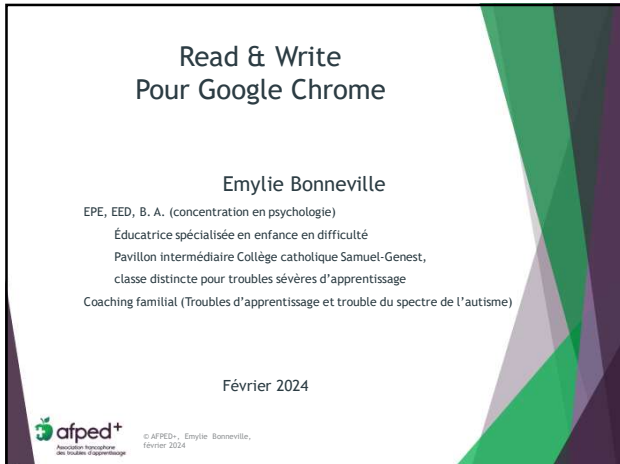 Read & Write
Pour Google Chrome
Emylie Bonneville
EPE, EED, B. A. (concentration en psychologie)
Éducatrice spécialisée en enfance en difficulté
Pavillon intermédiaire Collège catholique Samuel-Genest,
classe distincte pour troubles sévères d'apprentissage
Coaching familial (Troubles d'apprentissage et trouble du spectre de l'autisme)
Février 2024
afped+
Association francophone
des troubles d'apprentissage
© AFPED+, Emylie Bonneville,
février 2024